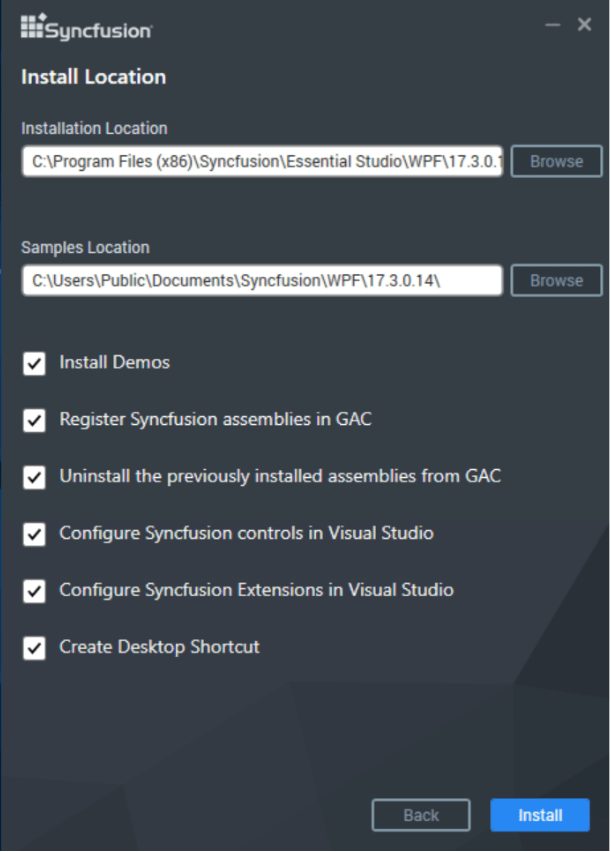 Syncfusion
Install Location
Installation Location
C:\Program Files (x86)\Syncfusion\Essential Studio\WPF\17.3.0.1
Browse
Samples Location
C:\Users\Public\Documents\Syncfusion\WPF\17.3.0.14\
Browse
Install Demos
Register Syncfusion assemblies in GAC
Uninstall the previously installed assemblies from GAC
Configure Syncfusion controls in Visual Studio
Configure Syncfusion Extensions in Visual Studio
Create Desktop Shortcut
Back
Install